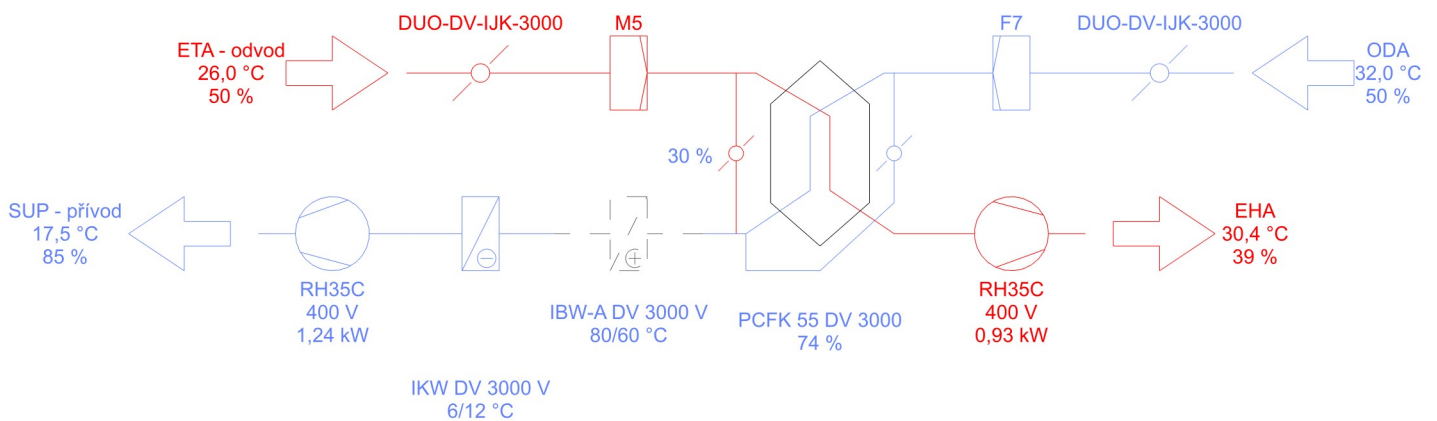 DUO-DV-IJK-3000
M5
F7
DUO-DV-IJK-3000
ETA - odvod
26,0 °C
50 %
ODA
32,0 °C
50 %
30 %
SUP - přívod
17,5 °C
85 %
EHA
30,4 °C
39 %
RH35C
400 V
1,24 kW
IBW-A DV 3000 V
80/60 °C
PCFK 55 DV 3000
74 %
RH35C
400 V
0,93 kW
IKW DV 3000 V
6/12 °C